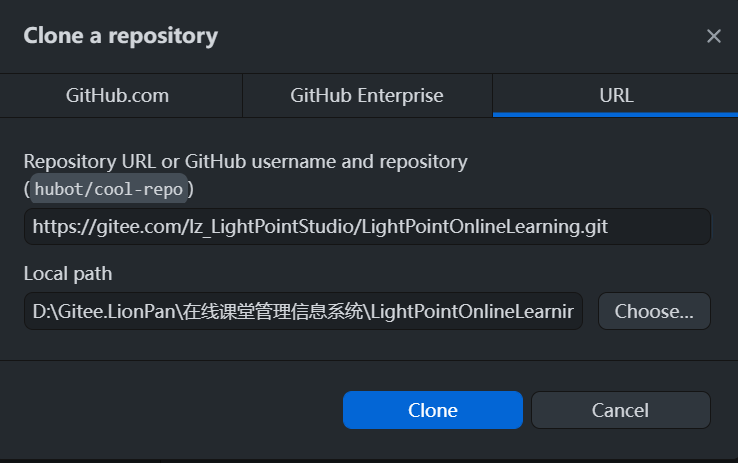 Clone a repository
GitHub.com
GitHub Enterprise
URL
Repository URL or GitHub username and repository
(hubot/cool-repo)
https://gitee.com/lz_LightPointStudio/LightPointOnlineLearning.git
Local path
D:\Gitee.LionPan\在线课堂管理信息系统\LightPointOnlineLearnin
Choose...
Clone
Cancel